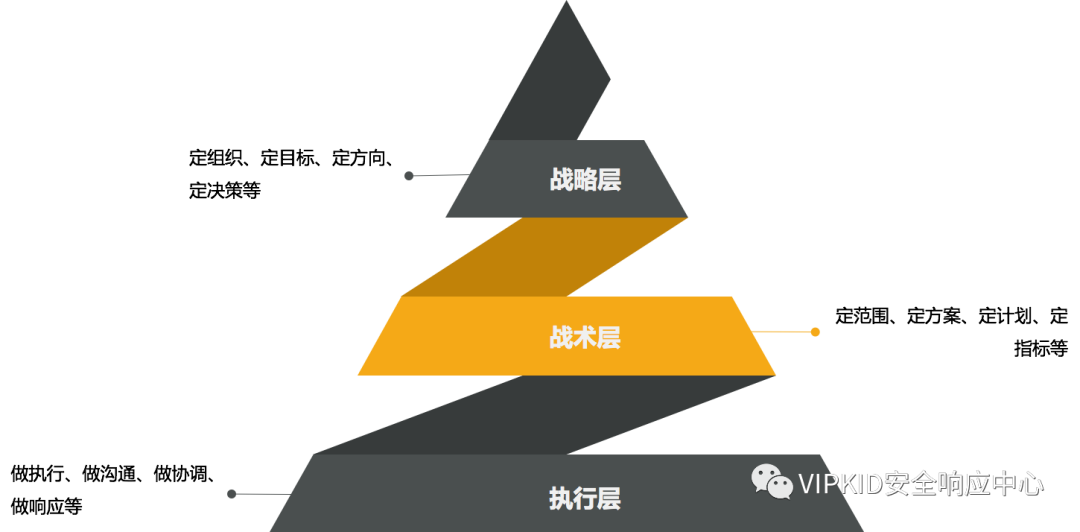 定组织、定目标、定方向、
定决策等
战略层
定范围、定方案、定计划、定
指标等
战术层
做执行、做沟通、做协调、
做响应等
执行层
VIPKID安全响应中心